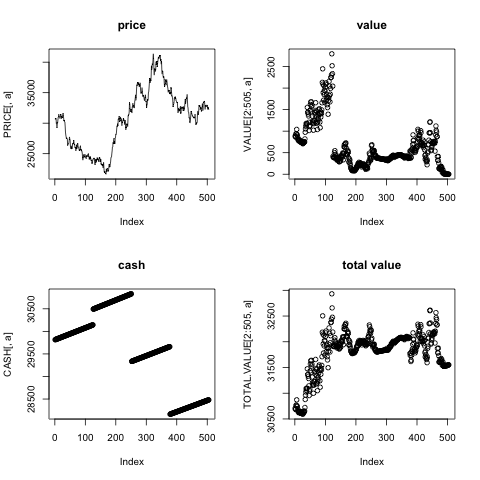 price
PRICE[, a]
25000
35000
0 100 200 300 400 500
Index
value
VALUE[2:505, a]
0 500 1500 2500
0 100 200 300 400 500
Index
cash
CASH[, a]
28500 29500 30500
0 100 200 300 400 500
Index
total value
TOTAL.VALUE[2:505, a]
30500 31500 32500
0 100 200 300 400 500
Index